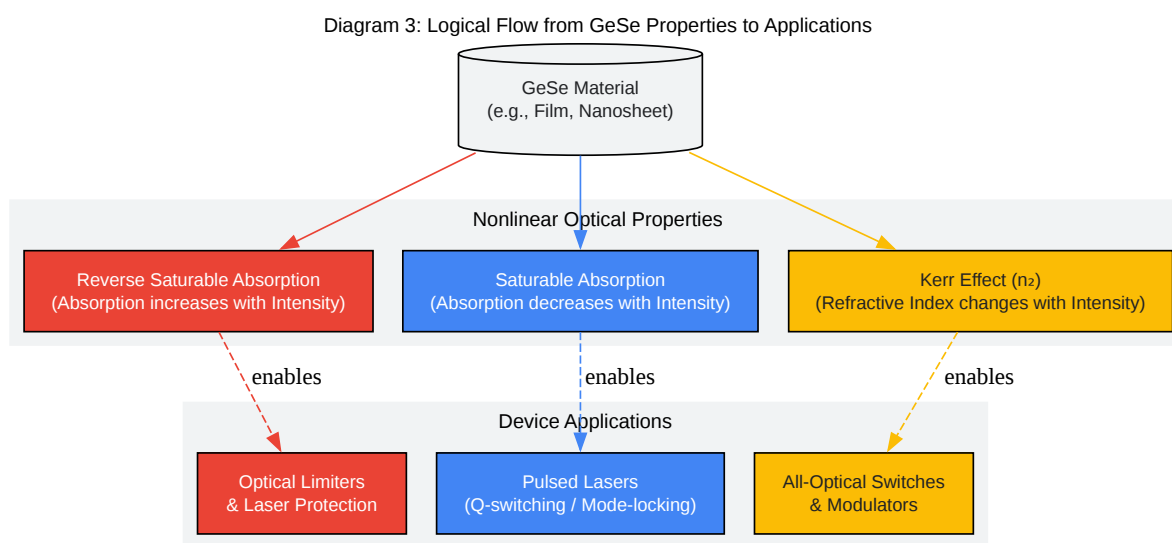 Diagram 3: Logical Flow from GeSe Properties to Applications
GeSe Material
(e.g., Film, Nanosheet)
Nonlinear Optical Properties
Reverse Saturable Absorption
(Absorption increases with Intensity)
Saturable Absorption
(Absorption decreases with Intensity)
Kerr Effect (n₂)
(Refractive Index changes with Intensity)
enables
enables
enables
Device Applications
Optical Limiters
& Laser Protection
Pulsed Lasers
(Q-switching / Mode-locking)
All-Optical Switches
& Modulators